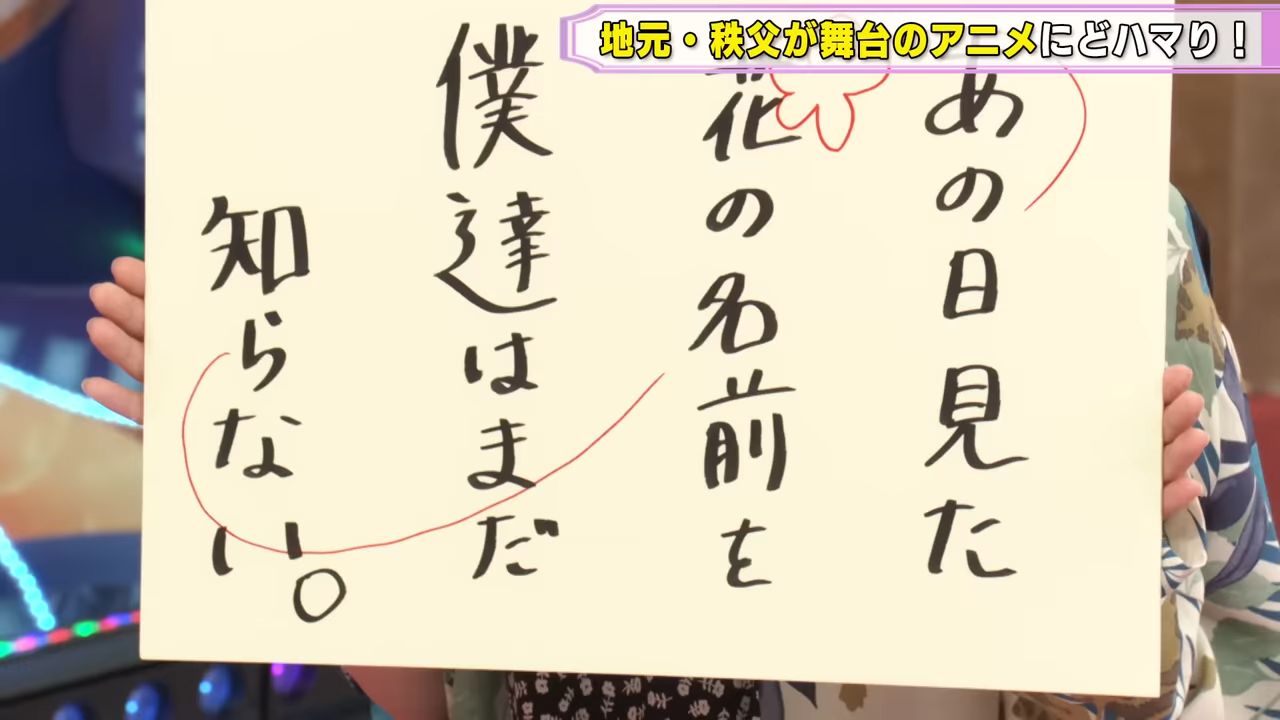 地元・秩父が舞台のアニメにどハマり！
あの日見た
花の名前を
僕達はまだ
知らない。